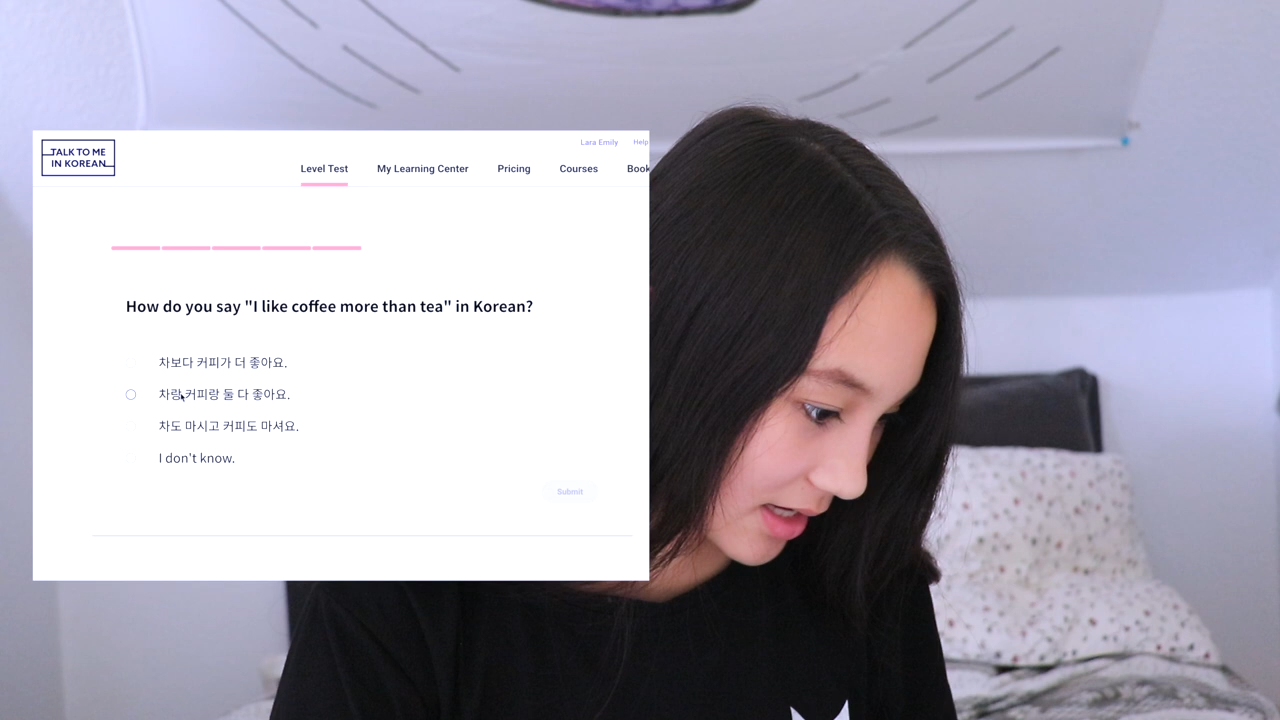 TALK TO ME
IN KOREAN
Lara Emily
Help
Level Test
My Learning Center
Pricing
Courses
Book
How do you say "I like coffee more than tea" in Korean?
차보다 커피가 더 좋아요.
차랑 커피랑 둘 다 좋아요.
차도 마시고 커피도 마셔요.
I don't know.
Submit